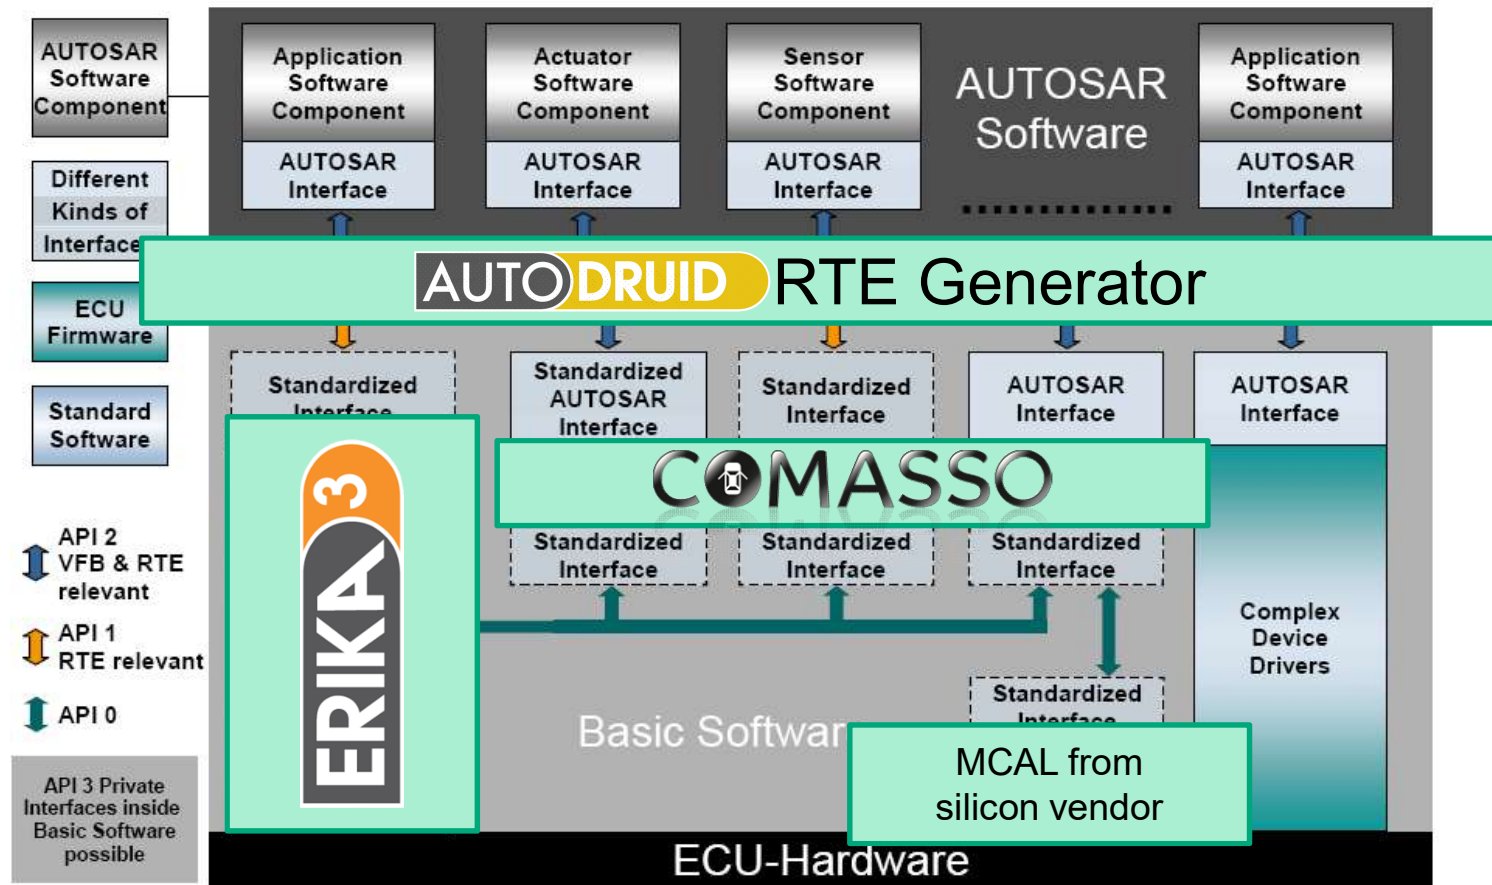 AUTOSAR
Software
Component
Application
Software
Component
Actuator
Software
Component
Sensor
Software
Component
AUTOSAR
Software
Application
Software
Component
AUTOSAR
Interface
AUTOSAR
Interface
AUTOSAR
Interface
AUTOSAR
Interface
Different
Kinds of
Interface
AUTODRUID RTE Generator
ECU
Firmware
Standard
Software
Standardized
Interface
Standardized
AUTOSAR
Interface
Standardized
Interface
AUTOSAR
Interface
AUTOSAR
Interface
ERIKA3
COMASSO
Standardized
Interface
Standardized
Interface
Standardized
Interface
API 2
VFB & RTE
relevant
API 1
RTE relevant
API 0
Complex
Device
Drivers
Standardized
Interface
Basic Softwar
MCAL from
silicon vendor
API 3 Private
Interfaces inside
Basic Software
possible
ECU-Hardware